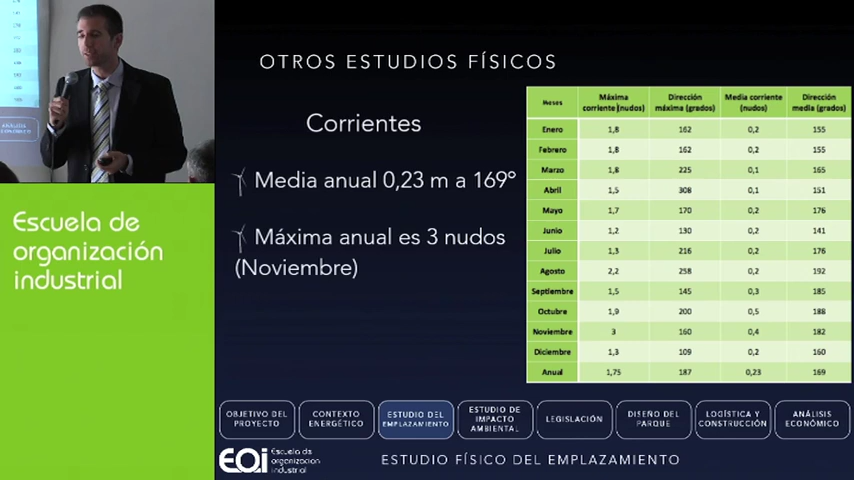 ANÁLISIS
ECONÓMICO
Escuela de
organización
industrial
OTROS ESTUDIOS FÍSICOS
Corrientes
Media anual 0,23 m a 169º
Máxima anual es 3 nudos
(Noviembre)
Meses Máxima corriente(nudos) Dirección máxima (grados) Media corriente (nudos) Dirección media (grados)
Enero 1,8 162 0,2 155
Febrero 1,8 162 0,2 155
Marzo 1,8 225 0,1 165
Abril 1,5 308 0,1 151
Mayo 1,7 170 0,2 176
Junio 1,2 130 0,2 141
Julio 1,3 216 0,2 176
Agosto 2,2 258 0,2 192
Septiembre 1,5 145 0,3 185
Octubre 1,9 200 0,5 188
Noviembre 3 160 0,4 182
Diciembre 1,3 109 0,2 160
Anual 1,75 187 0,23 169
OBJETIVO DEL PROYECTO
CONTEXTO ENERGÉTICO
ESTUDIO DEL EMPLAZAMIENTO
ESTUDIO DE IMPACTO AMBIENTAL
LEGISLACIÓN
DISEÑO DEL PARQUE
LOGÍSTICA Y CONSTRUCCIÓN
ANÁLISIS ECONÓMICO
EOi Escuela de
organización
industrial
ESTUDIO FÍSICO DEL EMPLAZAMIENTO